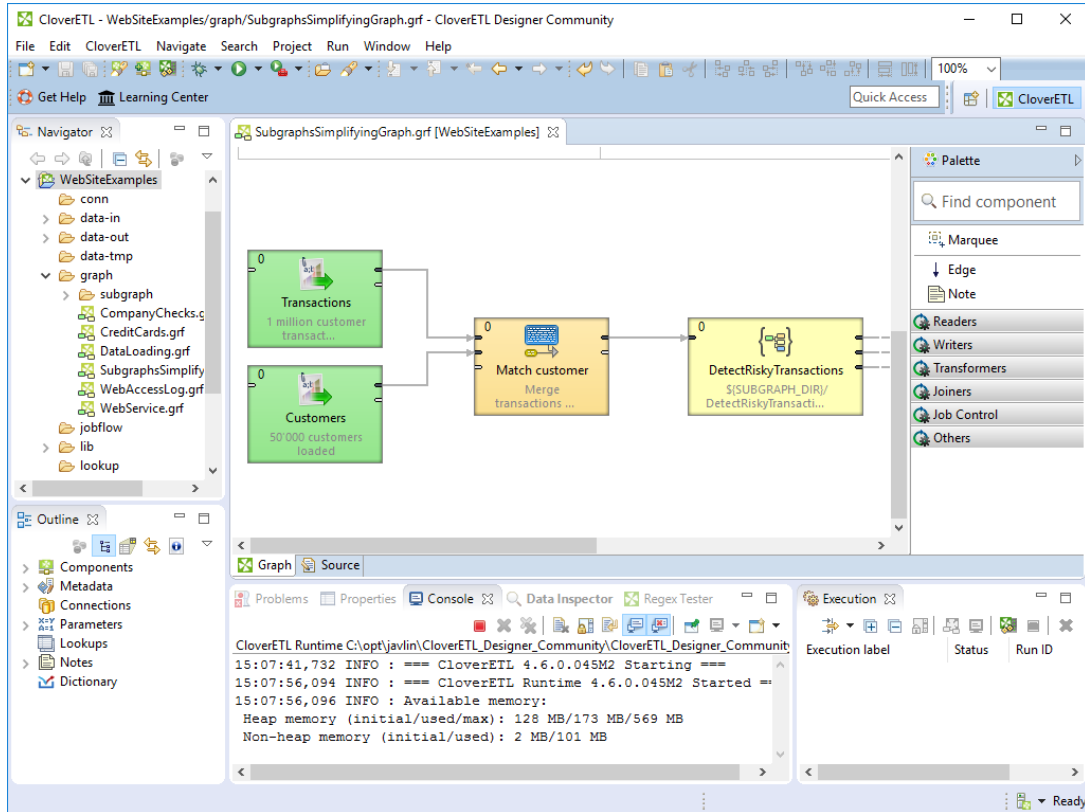 CloverETL - WebSiteExamples/graph/SubgraphsSimplifyingGraph.grf - CloverETL Designer Community
File Edit CloverETL Navigate Search Project Run Window Help
100%
Get Help Learning Center
Quick Access
CloverETL
Navigator
WebSiteExamples
conn
data-in
data-out
data-tmp
graph
subgraph
CompanyChecks.g
CreditCards.grf
DataLoading.grf
SubgraphsSimplify
WebAccessLog.grf
WebService.grf
jobflow
lib
lookup
Outline
Components
Metadata
Connections
Parameters
Lookups
Notes
Dictionary
SubgraphsSimplifyingGraph.grf [WebSiteExamples]
0
Transactions
1 million customer
transact...
0
Customers
50'000 customers
loaded
0
Match customer
Merge
transactions ...
0
DetectRiskyTransactions
${SUBGRAPH_DIR}/
DetectRiskyTransacti...
Palette
Find component
Marquee
Edge
Note
Readers
Writers
Transformers
Joiners
Job Control
Others
Graph Source
Problems Properties Console Data Inspector Regex Tester
CloverETL Runtime C:\opt\javlin\CloverETL_Designer_Community\CloverETL_Designer_Communit
15:07:41,732 INFO : === CloverETL 4.6.0.045M2 Starting ===
15:07:56,094 INFO : === CloverETL Runtime 4.6.0.045M2 Started ==
15:07:56,096 INFO : Available memory:
Heap memory (initial/used/max): 128 MB/173 MB/569 MB
Non-heap memory (initial/used): 2 MB/101 MB
Execution
Execution label Status Run ID
Ready